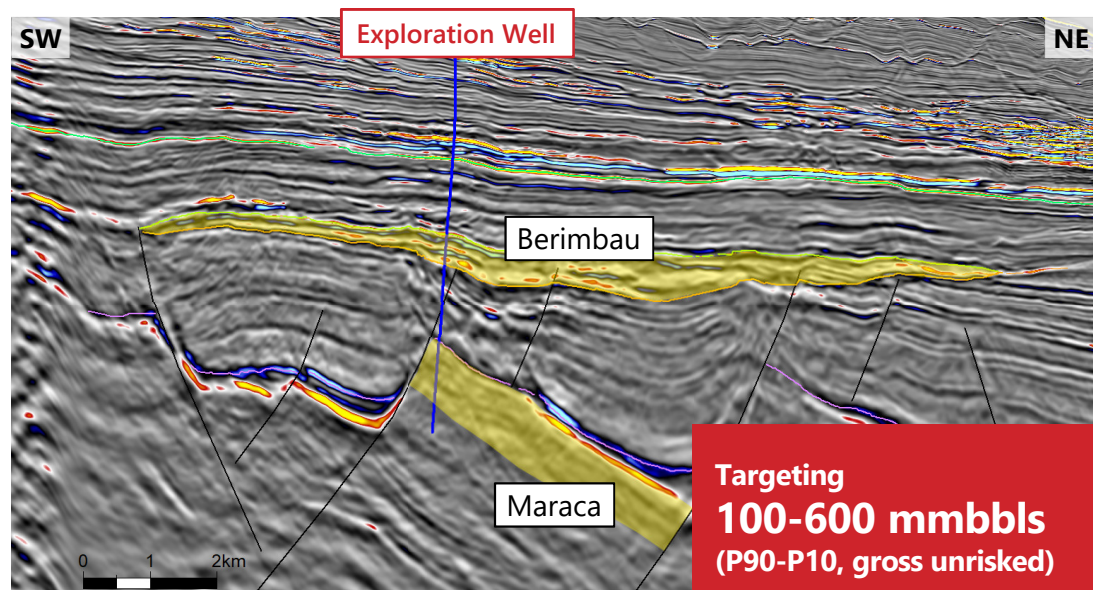 SW
Exploration Well
NE
Berimbau
Maraca
Targeting
100-600 mmbbls
(P90-P10, gross unrisked)
0 1 2km